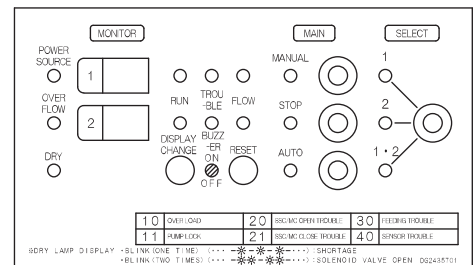 MONITOR
MAIN
SELECT
POWER
SOURCE
1
MANUAL
1
OVER
FLOW
RUN
TROU
-BLE
FLOW
2
STOP
2
DISPLAY
CHANGE
BUZZ
-ER
ON
RESET
DRY
AUTO
1・2
OFF
10 OVER LOAD 20 SSC/MC OPEN TROUBLE 30 FEEDING TROUBLE
11 PUMP LOCK 21 SSC/MC CLOSE TROUBLE 40 SENSOR TROUBLE
DRY LAMP DISPLAY ・BLINK(ONE TIME) (・・・ ・・・):SHORTAGE
・BLINK(TWO TIMES) (・・・ ・・・):SOLENOID VALVE OPEN DG2435T01